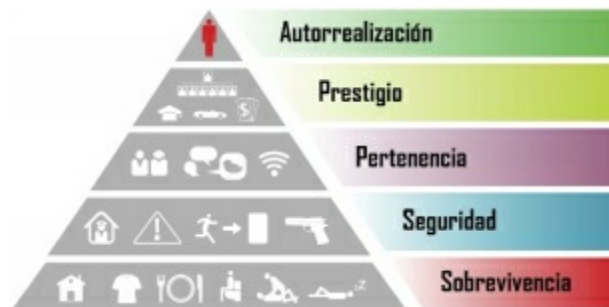 Autorrealización
Prestigio
Pertenencia
Seguridad
Sobrevivencia